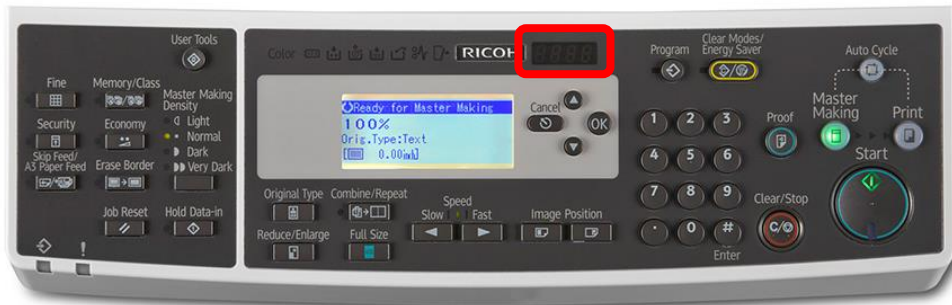 User Tools
Fine
Memory/Class
Master Making
Density
Light
Normal
Dark
Very Dark
Security
Economy
Skip Feed/
A3 Paper Feed
Erase Border
Job Reset
Hold Data-in
Color
RICOH
Ready for Master Making
100%
Orig.Type:Text
Cancel
OK
Original Type
Combine/Repeat
Speed
Slow
Fast
Image Position
Reduce/Enlarge
Full Size
Program
Clear Modes/
Energy Saver
Auto Cycle
Master
Making
Print
Proof
Start
1 2 3
4 5 6
7 8 9
. 0 #
Enter
Clear/Stop
C/